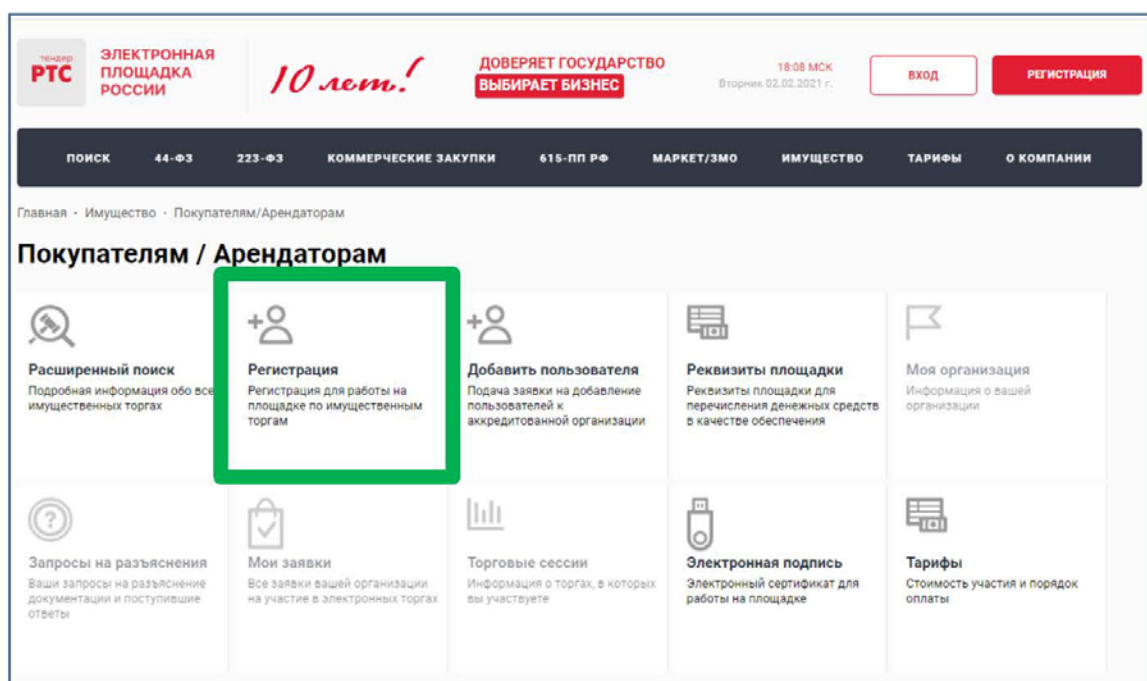 тендер
РТС
ЭЛЕКТРОННАЯ
ПЛОЩАДКА
РОССИИ
10 лет!
ДОВЕРЯЕТ ГОСУДАРСТВО
ВЫБИРАЕТ БИЗНЕС
18:08 МСК
Вторник 02.02.2021 г.
ВХОД
РЕГИСТРАЦИЯ
ПОИСК 44-ФЗ 223-ФЗ КОММЕРЧЕСКИЕ ЗАКУПКИ 615-ПП РФ МАРКЕТ/ЗМО ИМУЩЕСТВО ТАРИФЫ О КОМПАНИИ
Главная · Имущество · Покупателям/Арендаторам
Покупателям / Арендаторам
Расширенный поиск
Подробная информация обо все
имущественных торгах
Регистрация
Регистрация для работы на
площадке по имущественным
торгам
Добавить пользователя
Подача заявки на добавление
пользователей к
аккредитованной организации
Реквизиты площадки
Реквизиты площадки для
перечисления денежных средств
в качестве обеспечения
Моя организация
Информация о вашей
организации
Запросы на разъяснения
Ваши запросы на разъяснение
документации и поступившие
ответы
Мои заявки
Все заявки вашей организации
на участие в электронных торгах
Торговые сессии
Информация о торгах, в которых
вы участвуете
Электронная подпись
Электронный сертификат для
работы на площадке
Тарифы
Стоимость участия и порядок
оплаты